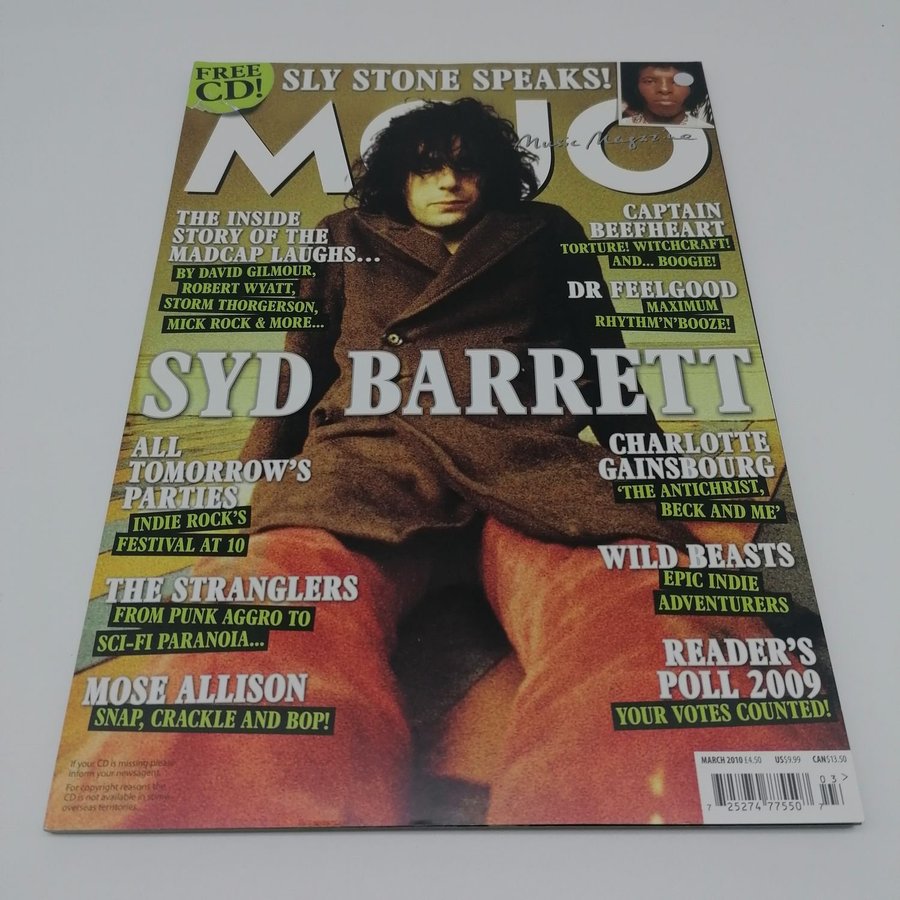 FREE
CD!
SLY STONE SPEAKS!
MOJO
Music Magazine
THE INSIDE
STORY OF THE
MADCAP LAUGHS...
BY DAVID GILMOUR,
ROBERT WYATT,
STORM THORGERSON,
MICK ROCK & MORE...
CAPTAIN
BEEFHEART
TORTURE! WITCHCRAFT!
AND... BOOGIE!
DR FEELGOOD
MAXIMUM
RHYTHM'N'BOOZE!
SYD BARRETT
ALL
TOMORROW'S
PARTIES
INDIE ROCK'S
FESTIVAL AT 10
THE STRANGLERS
FROM PUNK AGGRO TO
SCI-FI PARANOIA...
MOSE ALLISON
SNAP, CRACKLE AND BOP!
CHARLOTTE
GAINSBOURG
'THE ANTICHRIST,
BECK AND ME'
WILD BEASTS
EPIC INDIE
ADVENTURERS
READER'S
POLL 2009
YOUR VOTES COUNTED!
If your CD is missing please
inform your newsagent.
For copyright reasons the
CD is not available in some
overseas territories.
MARCH 2010 £4.50 US$9.99 CAN$13.50
03>
7 25274 77550 7